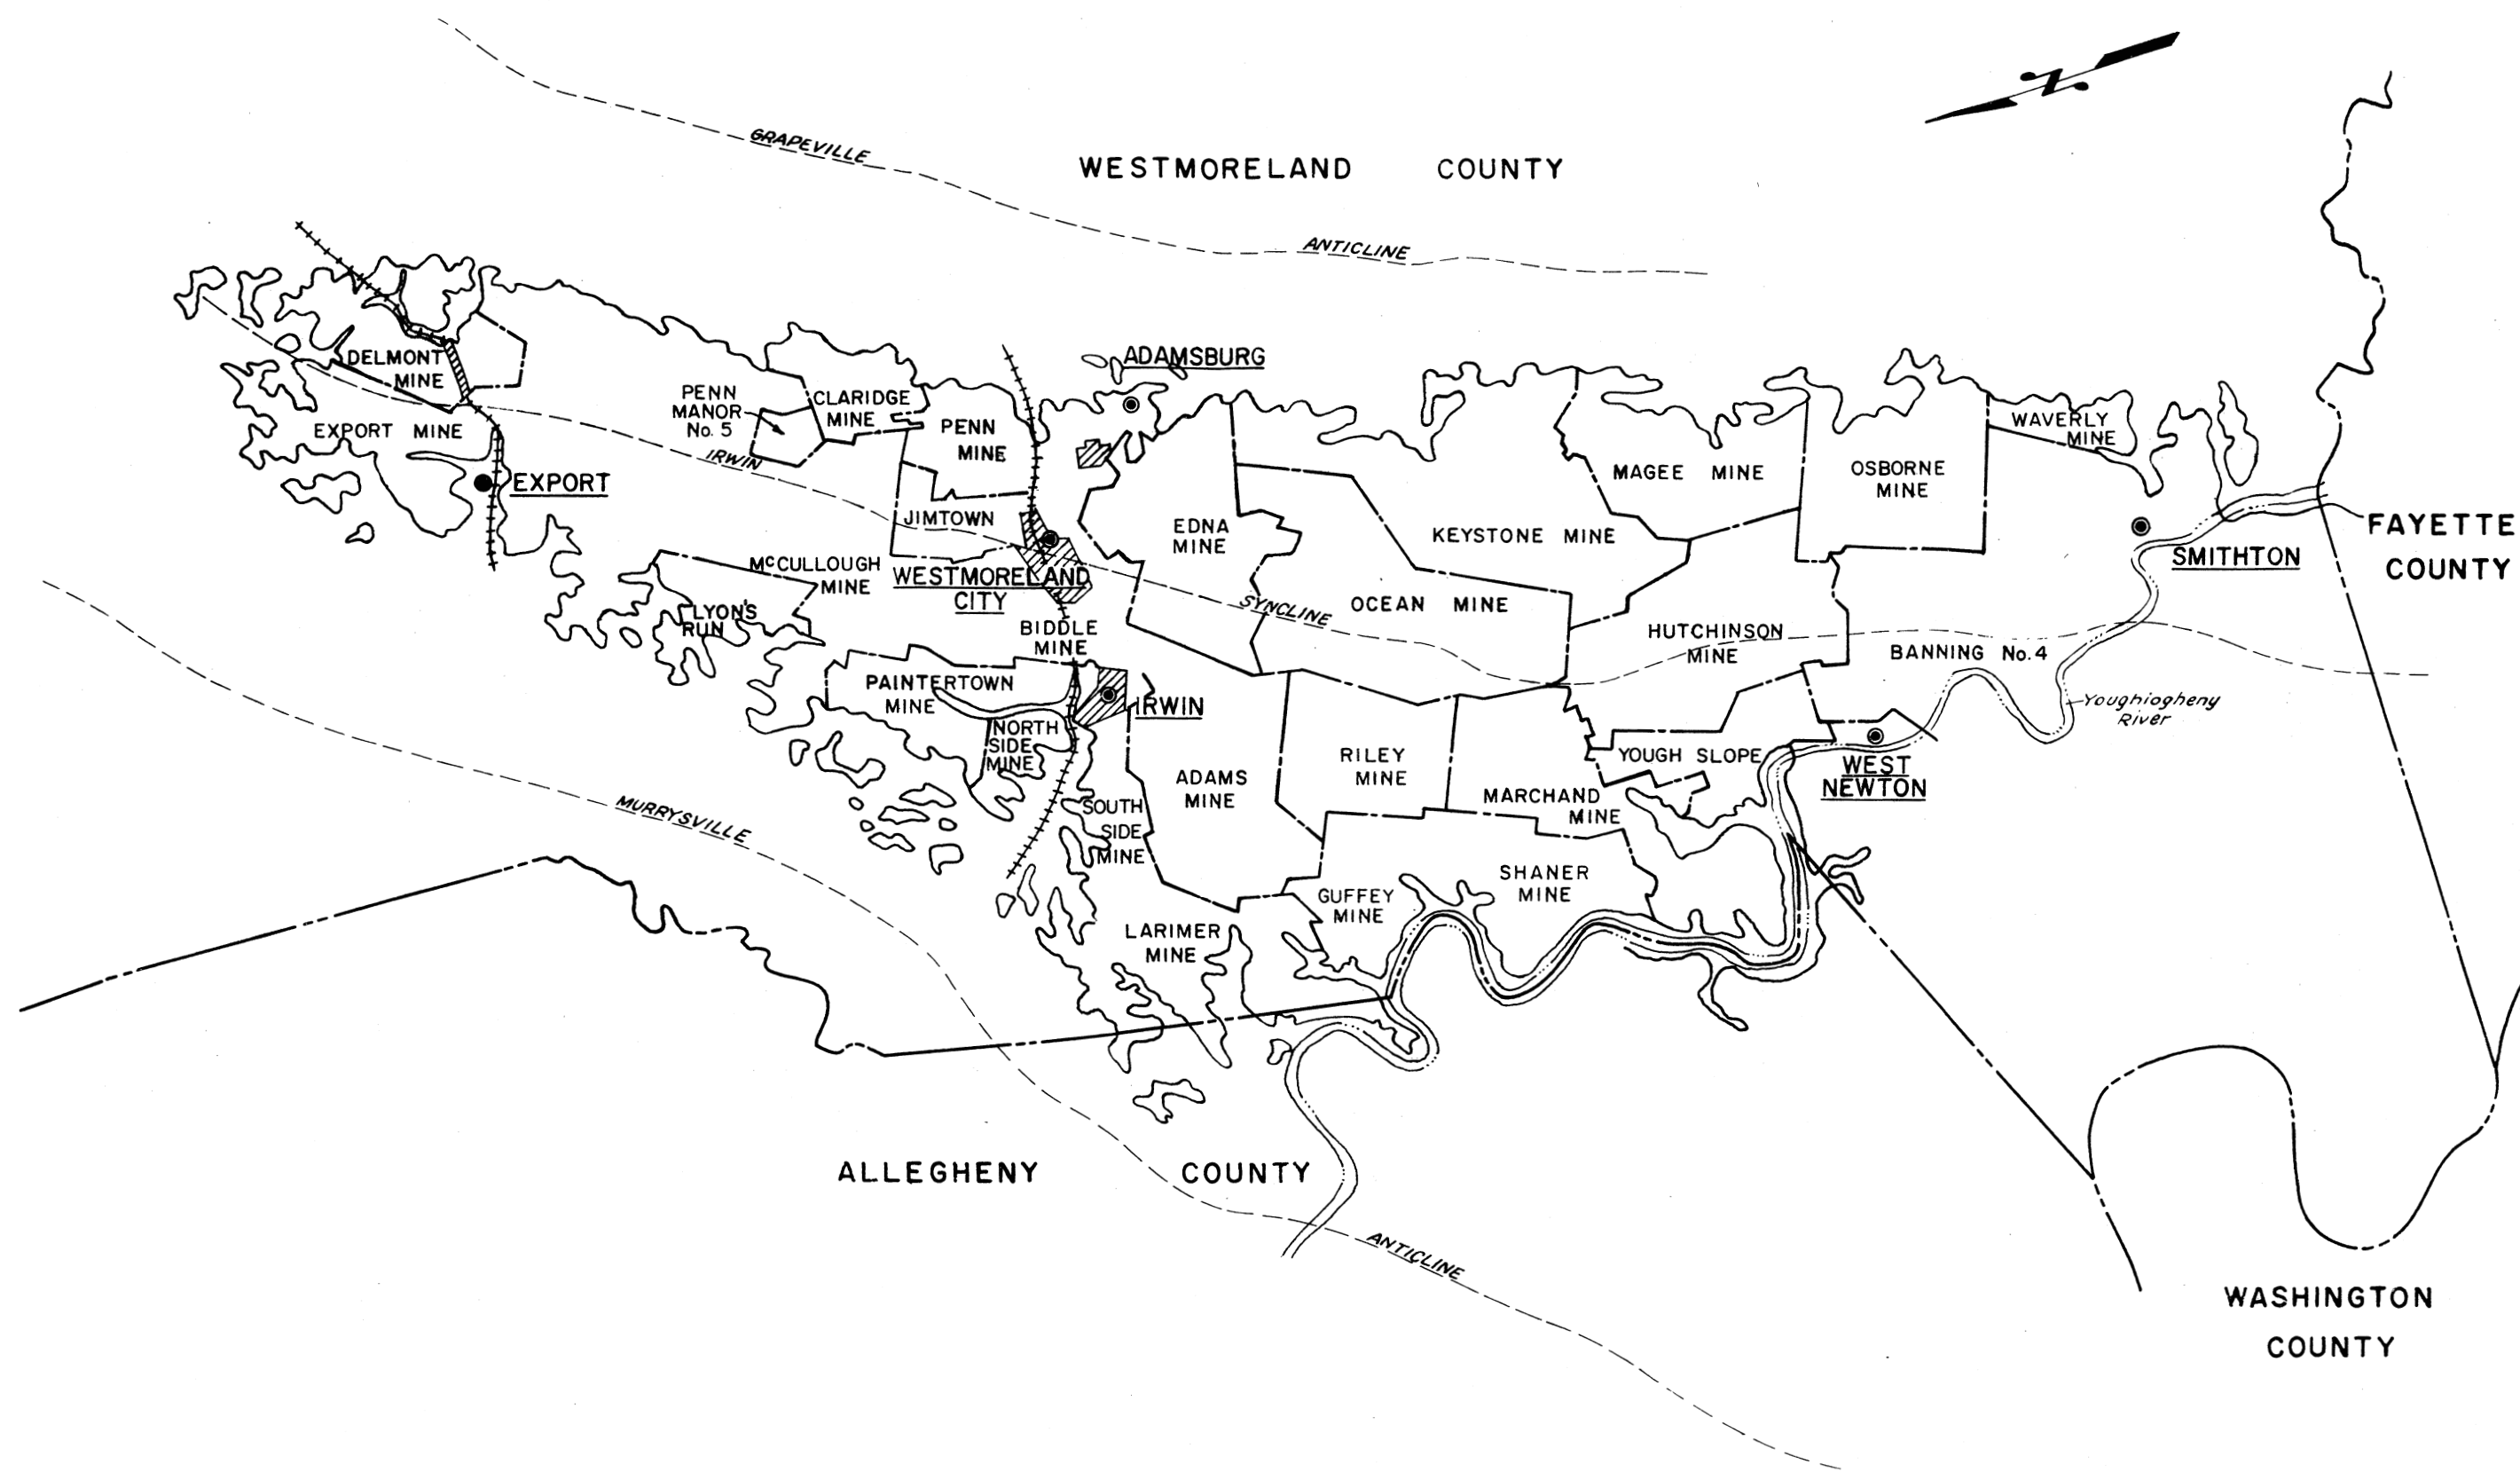 N
GRAPEVILLE
WESTMORELAND COUNTY
ANTICLINE
ADAMSBURG
DELMONT
MINE
PENN
MANOR
No. 5
CLARIDGE
MINE
PENN
MINE
WAVERLY
MINE
EXPORT MINE
IRWIN
EXPORT
MAGEE MINE
OSBORNE
MINE
JIMTOWN
EDNA
MINE
KEYSTONE MINE
FAYETTE
COUNTY
SMITHTON
McCULLOUGH
MINE
WESTMORELAND
CITY
LYON'S
RUN
SYNCLINE
OCEAN MINE
BIDDLE
MINE
HUTCHINSON
MINE
BANNING No. 4
PAINTERTOWN
MINE
IRWIN
Youghiogheny
River
NORTH
SIDE
MINE
RILEY
MINE
YOUGH SLOPE
WEST
NEWTON
ADAMS
MINE
MURRYSVILLE
SOUTH
SIDE
MINE
MARCHAND
MINE
SHANER
MINE
GUFFEY
MINE
LARIMER
MINE
ALLEGHENY COUNTY
ANTICLINE
WASHINGTON
COUNTY